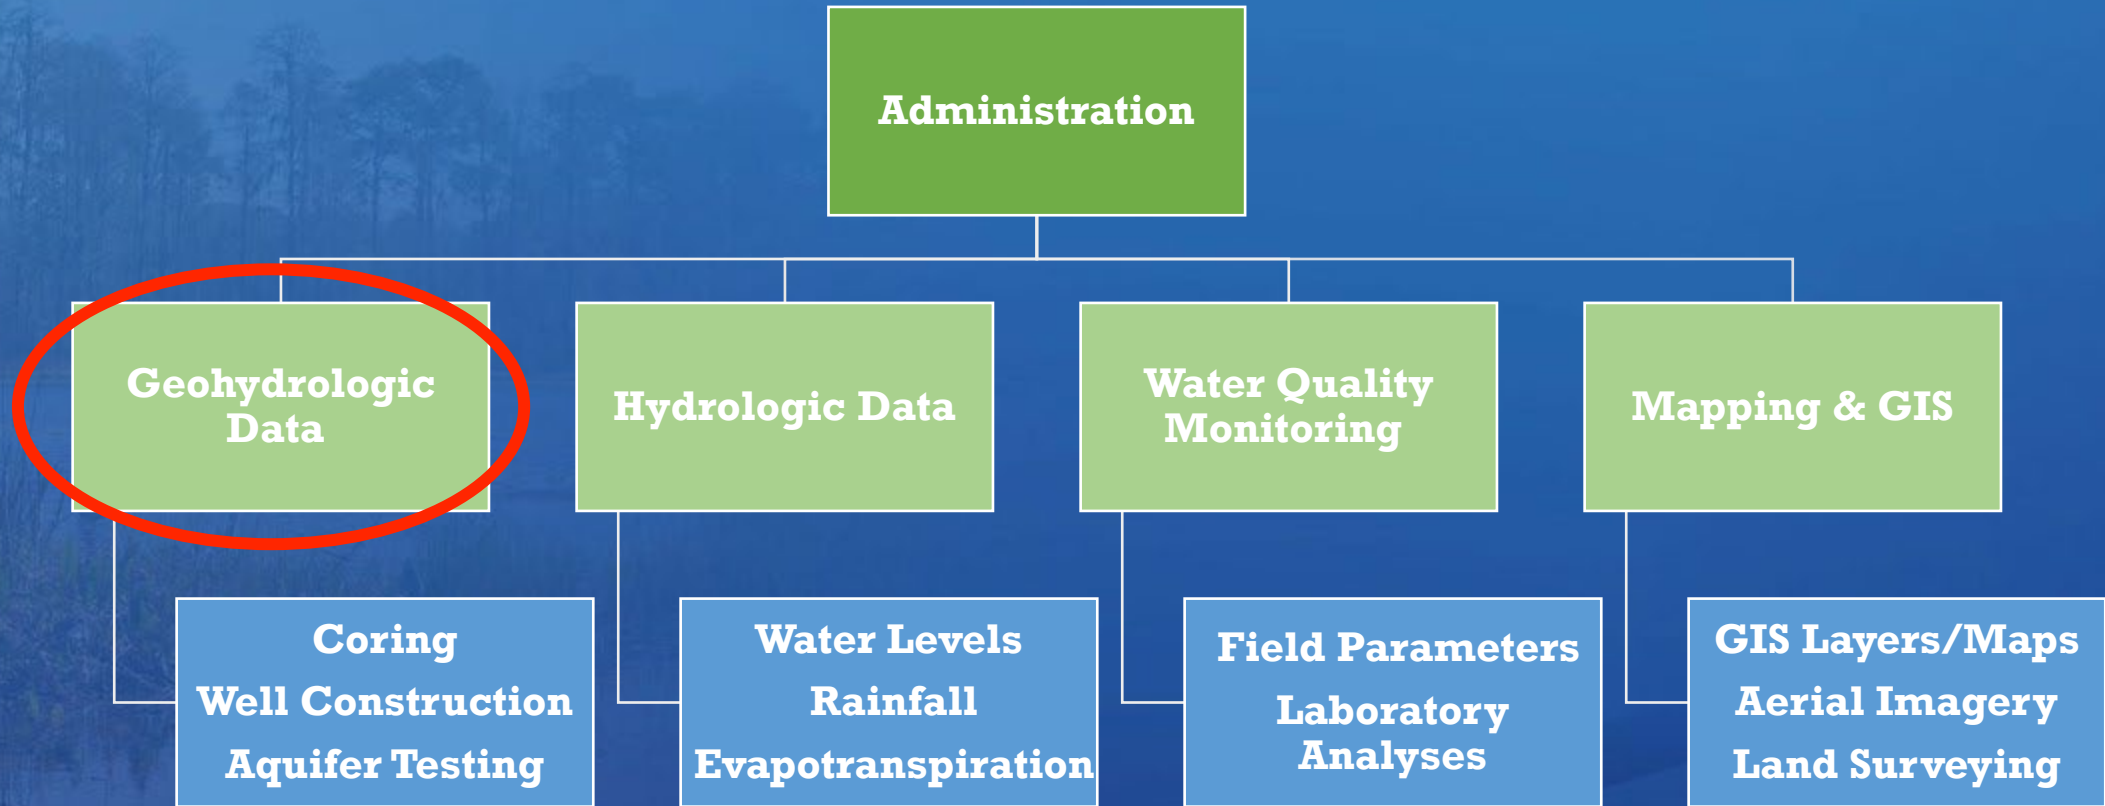 Administration
Geohydrologic
Data
Hydrologic Data
Water Quality
Monitoring
Mapping & GIS
Coring
Well Construction
Aquifer Testing
Water Levels
Rainfall
Evapotranspiration
Field Parameters
Laboratory
Analyses
GIS Layers/Maps
Aerial Imagery
Land Surveying